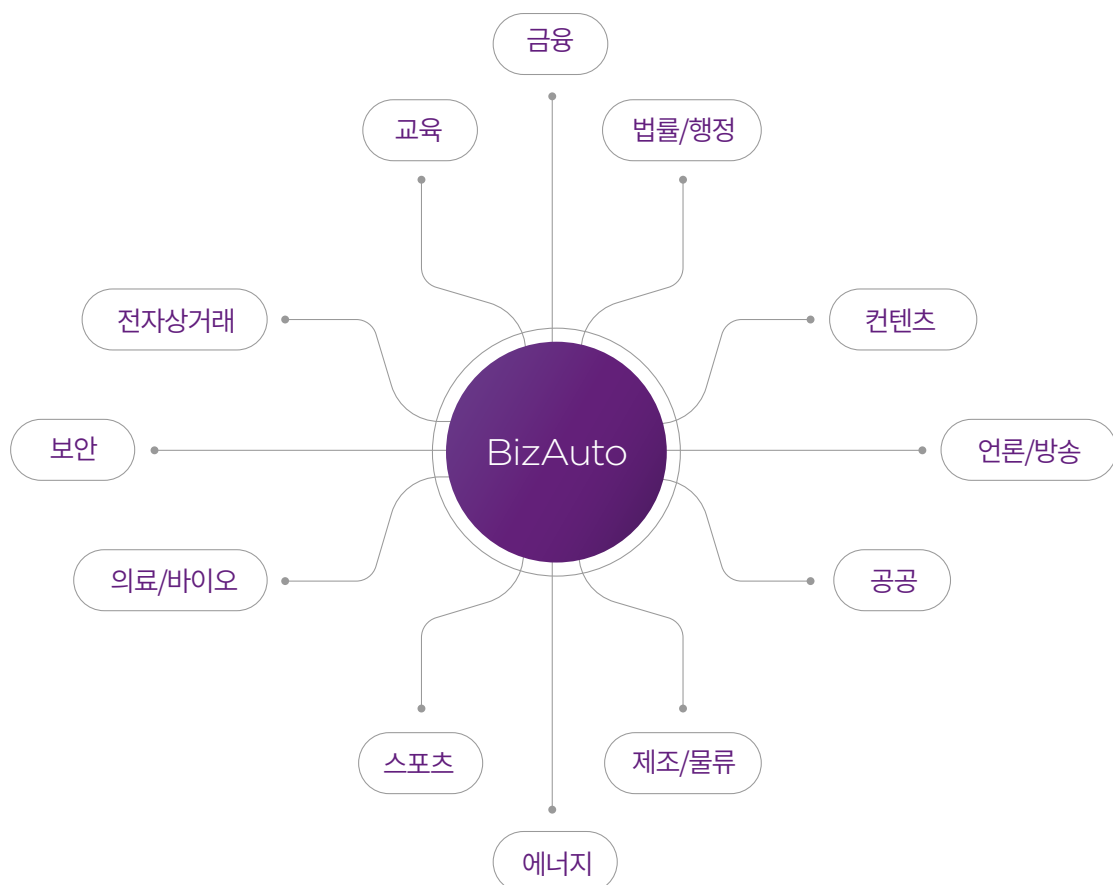 금융
교육
법률/행정
전자상거래
컨텐츠
보안
BizAuto
언론/방송
의료/바이오
공공
스포츠
제조/물류
에너지